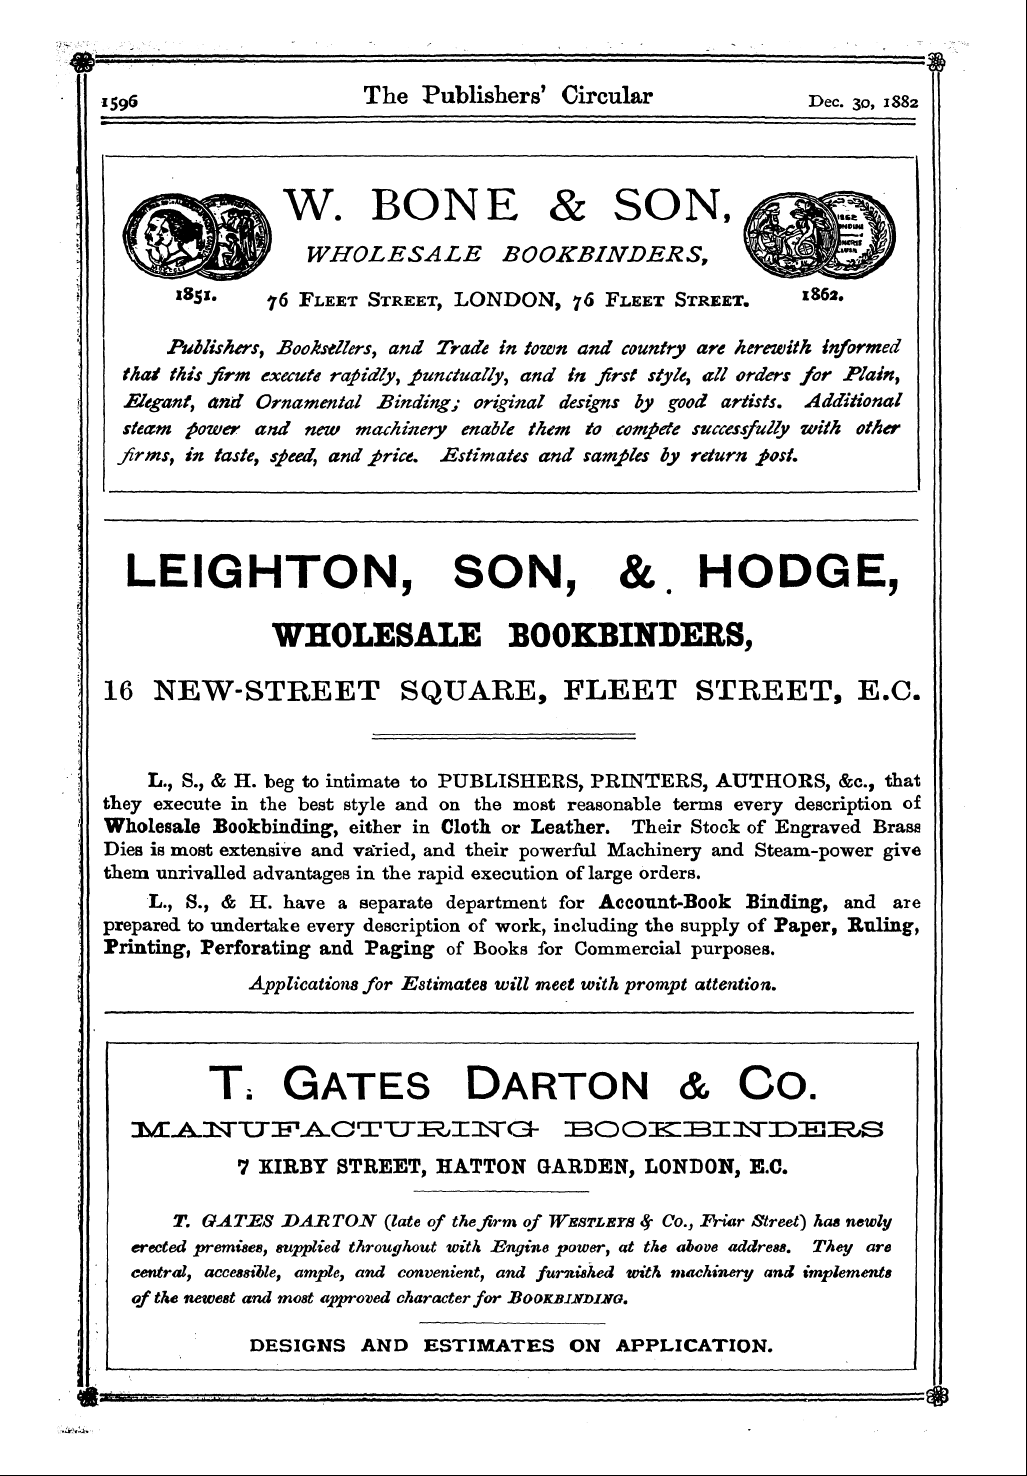 1596 The Publishers' Circular Dec. 30, 1882
W. BONE & SON,
WHOLESALE BOOKBINDERS,
1851. 76 FLEET STREET, LONDON, 76 FLEET STREET. 1862.
Publishers, Booksellers, and Trade in town and country are herewith informed
that this firm execute rapidly, punctually, and in first style, all orders for Plain,
Elegant, and Ornamental Binding; original designs by good artists. Additional
steam power and new machinery enable them to compete successfully with other
firms, in taste, speed, and price. Estimates and samples by return post.
LEIGHTON, SON, & HODGE,
WHOLESALE BOOKBINDERS,
16 NEW-STREET SQUARE, FLEET STREET, E.C.
L., S., & H. beg to intimate to PUBLISHERS, PRINTERS, AUTHORS, &c., that
they execute in the best style and on the most reasonable terms every description of
Wholesale Bookbinding, either in Cloth or Leather. Their Stock of Engraved Brass
Dies is most extensive and varied, and their powerful Machinery and Steam-power give
them unrivalled advantages in the rapid execution of large orders.
L., S., & H. have a separate department for Account-Book Binding, and are
prepared to undertake every description of work, including the supply of Paper, Ruling,
Printing, Perforating and Paging of Books for Commercial purposes.
Applications for Estimates will meet with prompt attention.
T. GATES DARTON & CO.
MANUFACTURING BOOKBINDERS
7 KIRBY STREET, HATTON GARDEN, LONDON, E.C.
T. GATES DARTON (late of the firm of WESTLEYS & Co., Friar Street) has newly
erected premises, supplied throughout with Engine power, at the above address. They are
central, accessible, ample, and convenient, and furnished with machinery and implements
of the newest and most approved character for BOOKBINDING.
DESIGNS AND ESTIMATES ON APPLICATION.